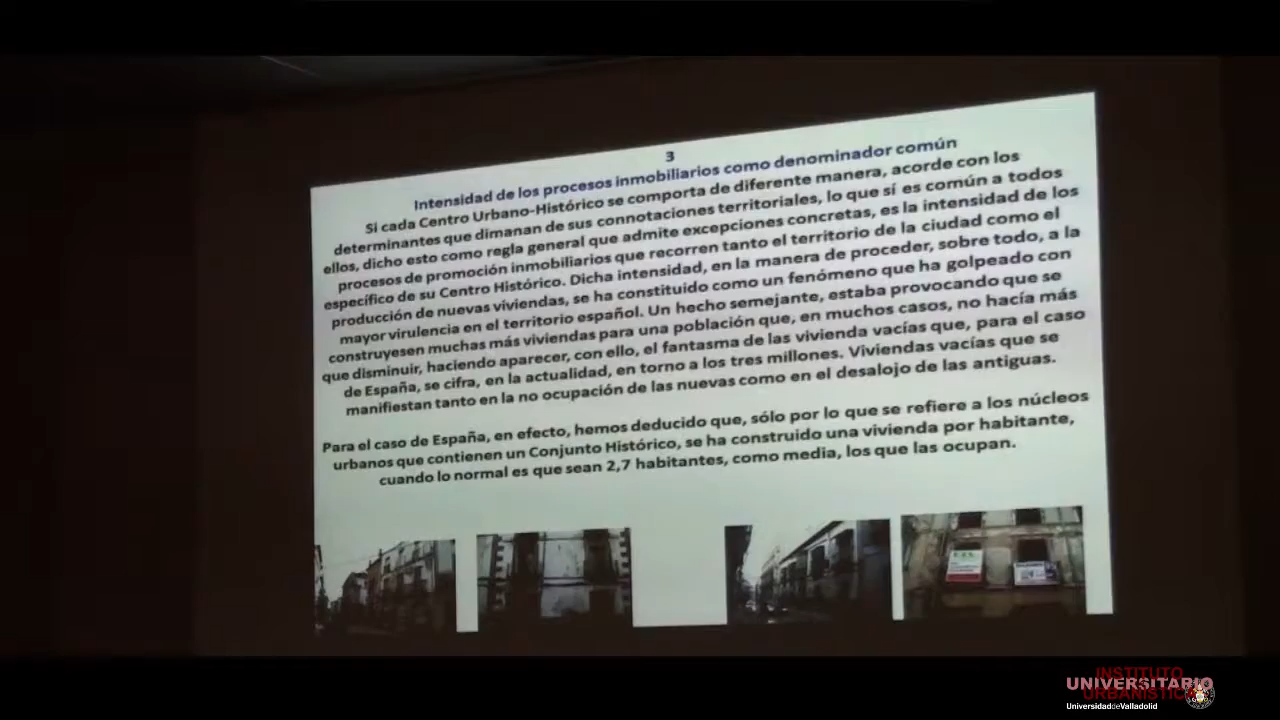 3
Intensidad de los procesos inmobiliarios como denominador común
Si cada Centro Urbano-Histórico se comporta de diferente manera, acorde con los
determinantes que dimanan de sus connotaciones territoriales, lo que sí es común a todos
ellos, dicho esto como regla general que admite excepciones concretas, es la intensidad de los
procesos de promoción inmobiliarios que recorren tanto el territorio de la ciudad como el
específico de su Centro Histórico. Dicha intensidad, en la manera de proceder, sobre todo, a la
producción de nuevas viviendas, se ha constituido como un fenómeno que ha golpeado con
mayor virulencia en el territorio español. Un hecho semejante, estaba provocando que se
construyesen muchas más viviendas para una población que, en muchos casos, no hacía más
que disminuir, haciendo aparecer, con ello, el fantasma de las vivienda vacías que, para el caso
de España, se cifra, en la actualidad, en torno a los tres millones. Viviendas vacías que se
manifiestan tanto en la no ocupación de las nuevas como en el desalojo de las antiguas.
Para el caso de España, en efecto, hemos deducido que, sólo por lo que se refiere a los núcleos
urbanos que contienen un Conjunto Histórico, se ha construido una vivienda por habitante,
cuando lo normal es que sean 2,7 habitantes, como media, los que las ocupan.
INSTITUTO
UNIVERSITARIO
URBANÍSTICA
UniversidaddeValladolid